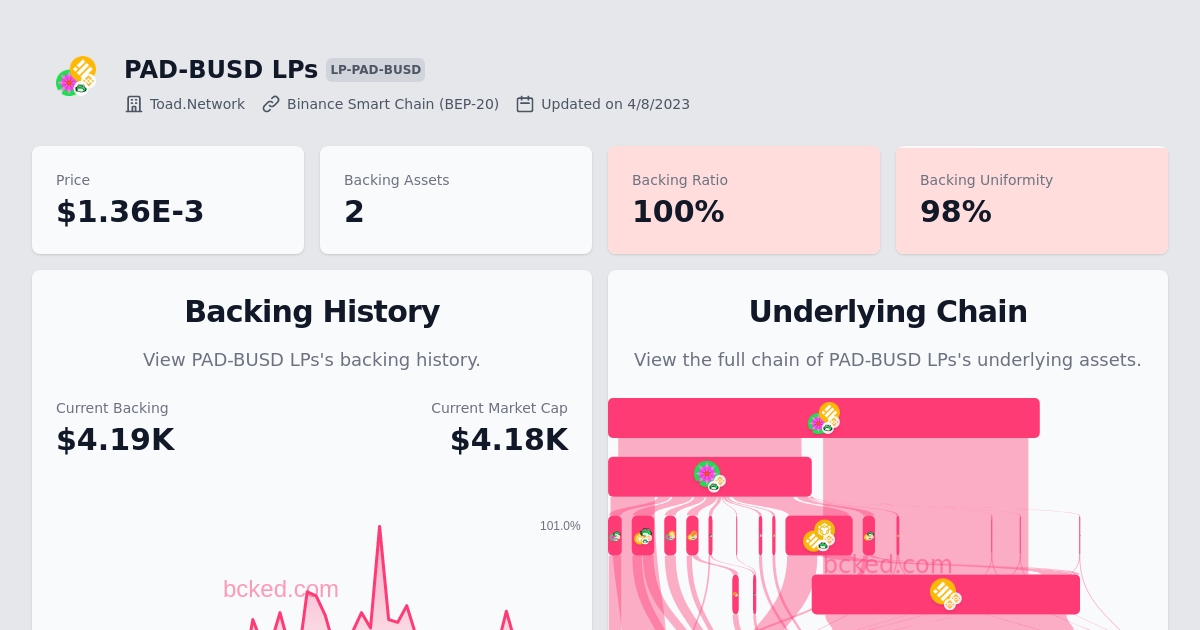 PAD-BUSD LPs LP-PAD-BUSD
Toad.Network Binance Smart Chain (BEP-20) Updated on 4/8/2023
Price
$1.36E-3
Backing Assets
2
Backing Ratio
100%
Backing Uniformity
98%
Backing History
View PAD-BUSD LPs's backing history.
Current Backing
$4.19K
Current Market Cap
$4.18K
101.0%
bcked.com
Underlying Chain
View the full chain of PAD-BUSD LPs's underlying assets.
bcked.com